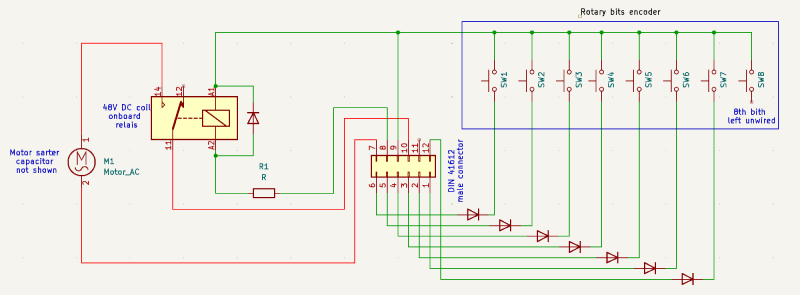 Rotary bits encoder
SW1
SW2
SW3
SW4
SW5
SW6
SW7
SW8
8th bith
left unwired
48V DC coil
onboard
relais
14
12
A1
11
A2
Motor sarter
capacitor
not shown
1
2
M
M1
Motor_AC
R1
R
7
8
9
10
11
12
6
5
4
3
2
1
DIN 41612
male connector